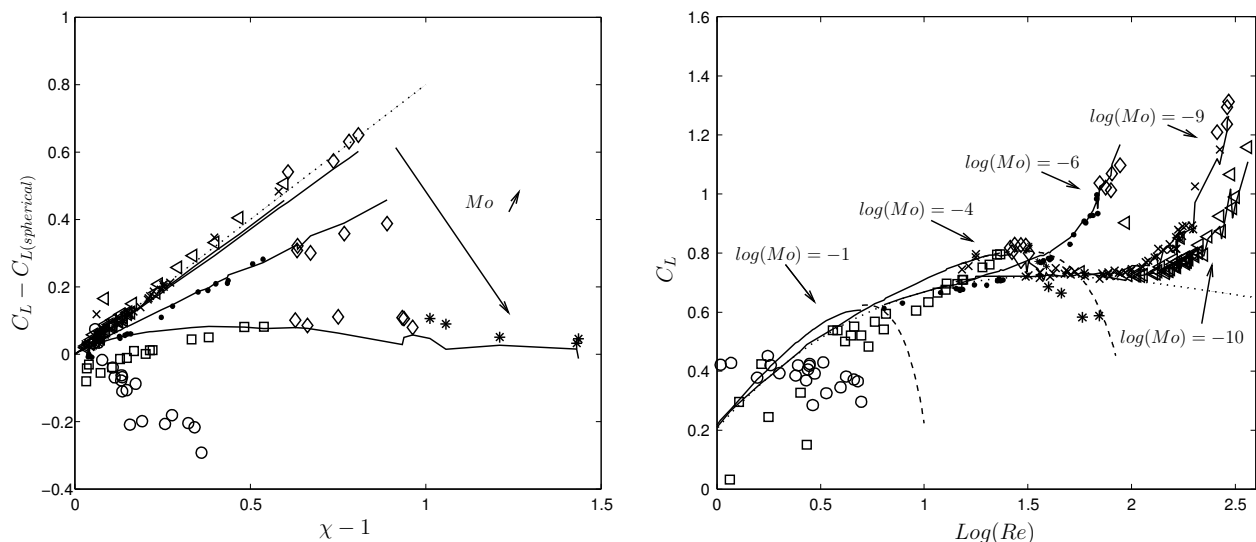 1
0.8
0.6
0.4
0.2
0
−0.2
−0.4
0 0.5 1 1.5
χ − 1
C_L − C_{L(spherical)}
Mo
1.6
1.4
1.2
1
0.8
0.6
0.4
0.2
0
0 0.5 1 1.5 2 2.5
Log(Re)
C_L
log(Mo) = −1
log(Mo) = −4
log(Mo) = −6
log(Mo) = −9
log(Mo) = −10